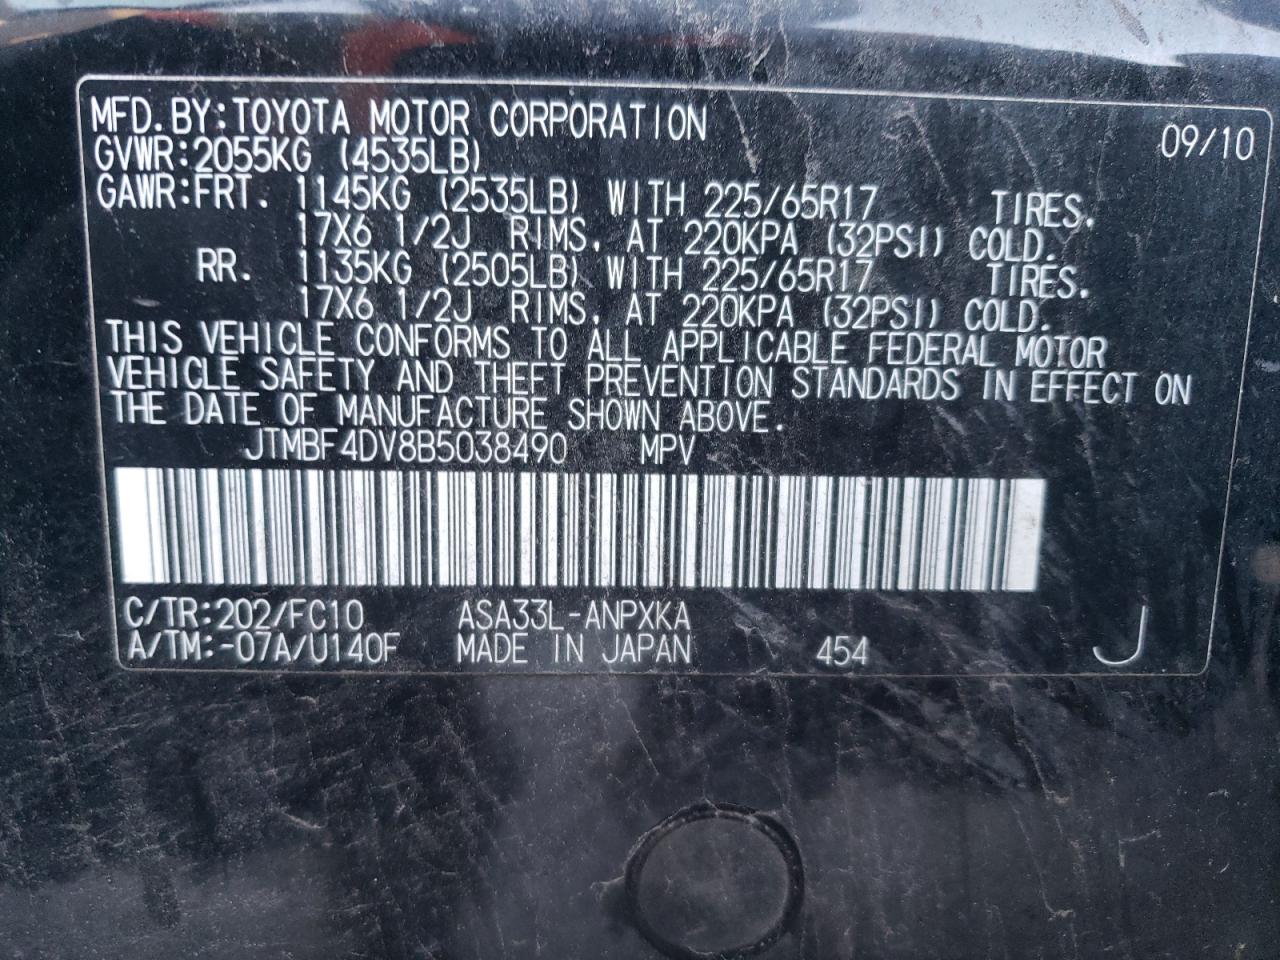 MFD.BY:TOYOTA MOTOR CORPORATION 09/10
GVWR:2055KG (4535LB)
GAWR:FRT. 1145KG (2535LB) WITH 225/65R17 TIRES.
17X6 1/2J RIMS, AT 220KPA (32PSI) COLD.
RR. 1135KG (2505LB) WITH 225/65R17 TIRES.
17X6 1/2J RIMS, AT 220KPA (32PSI) COLD.
THIS VEHICLE CONFORMS TO ALL APPLICABLE FEDERAL MOTOR
VEHICLE SAFETY AND THEFT PREVENTION STANDARDS IN EFFECT ON
THE DATE OF MANUFACTURE SHOWN ABOVE.
JTMBF4DV8B5038490 MPV
C/TR:202/FC10 ASA33L-ANPXKA
A/TM:-07A/U140F MADE IN JAPAN 454 J